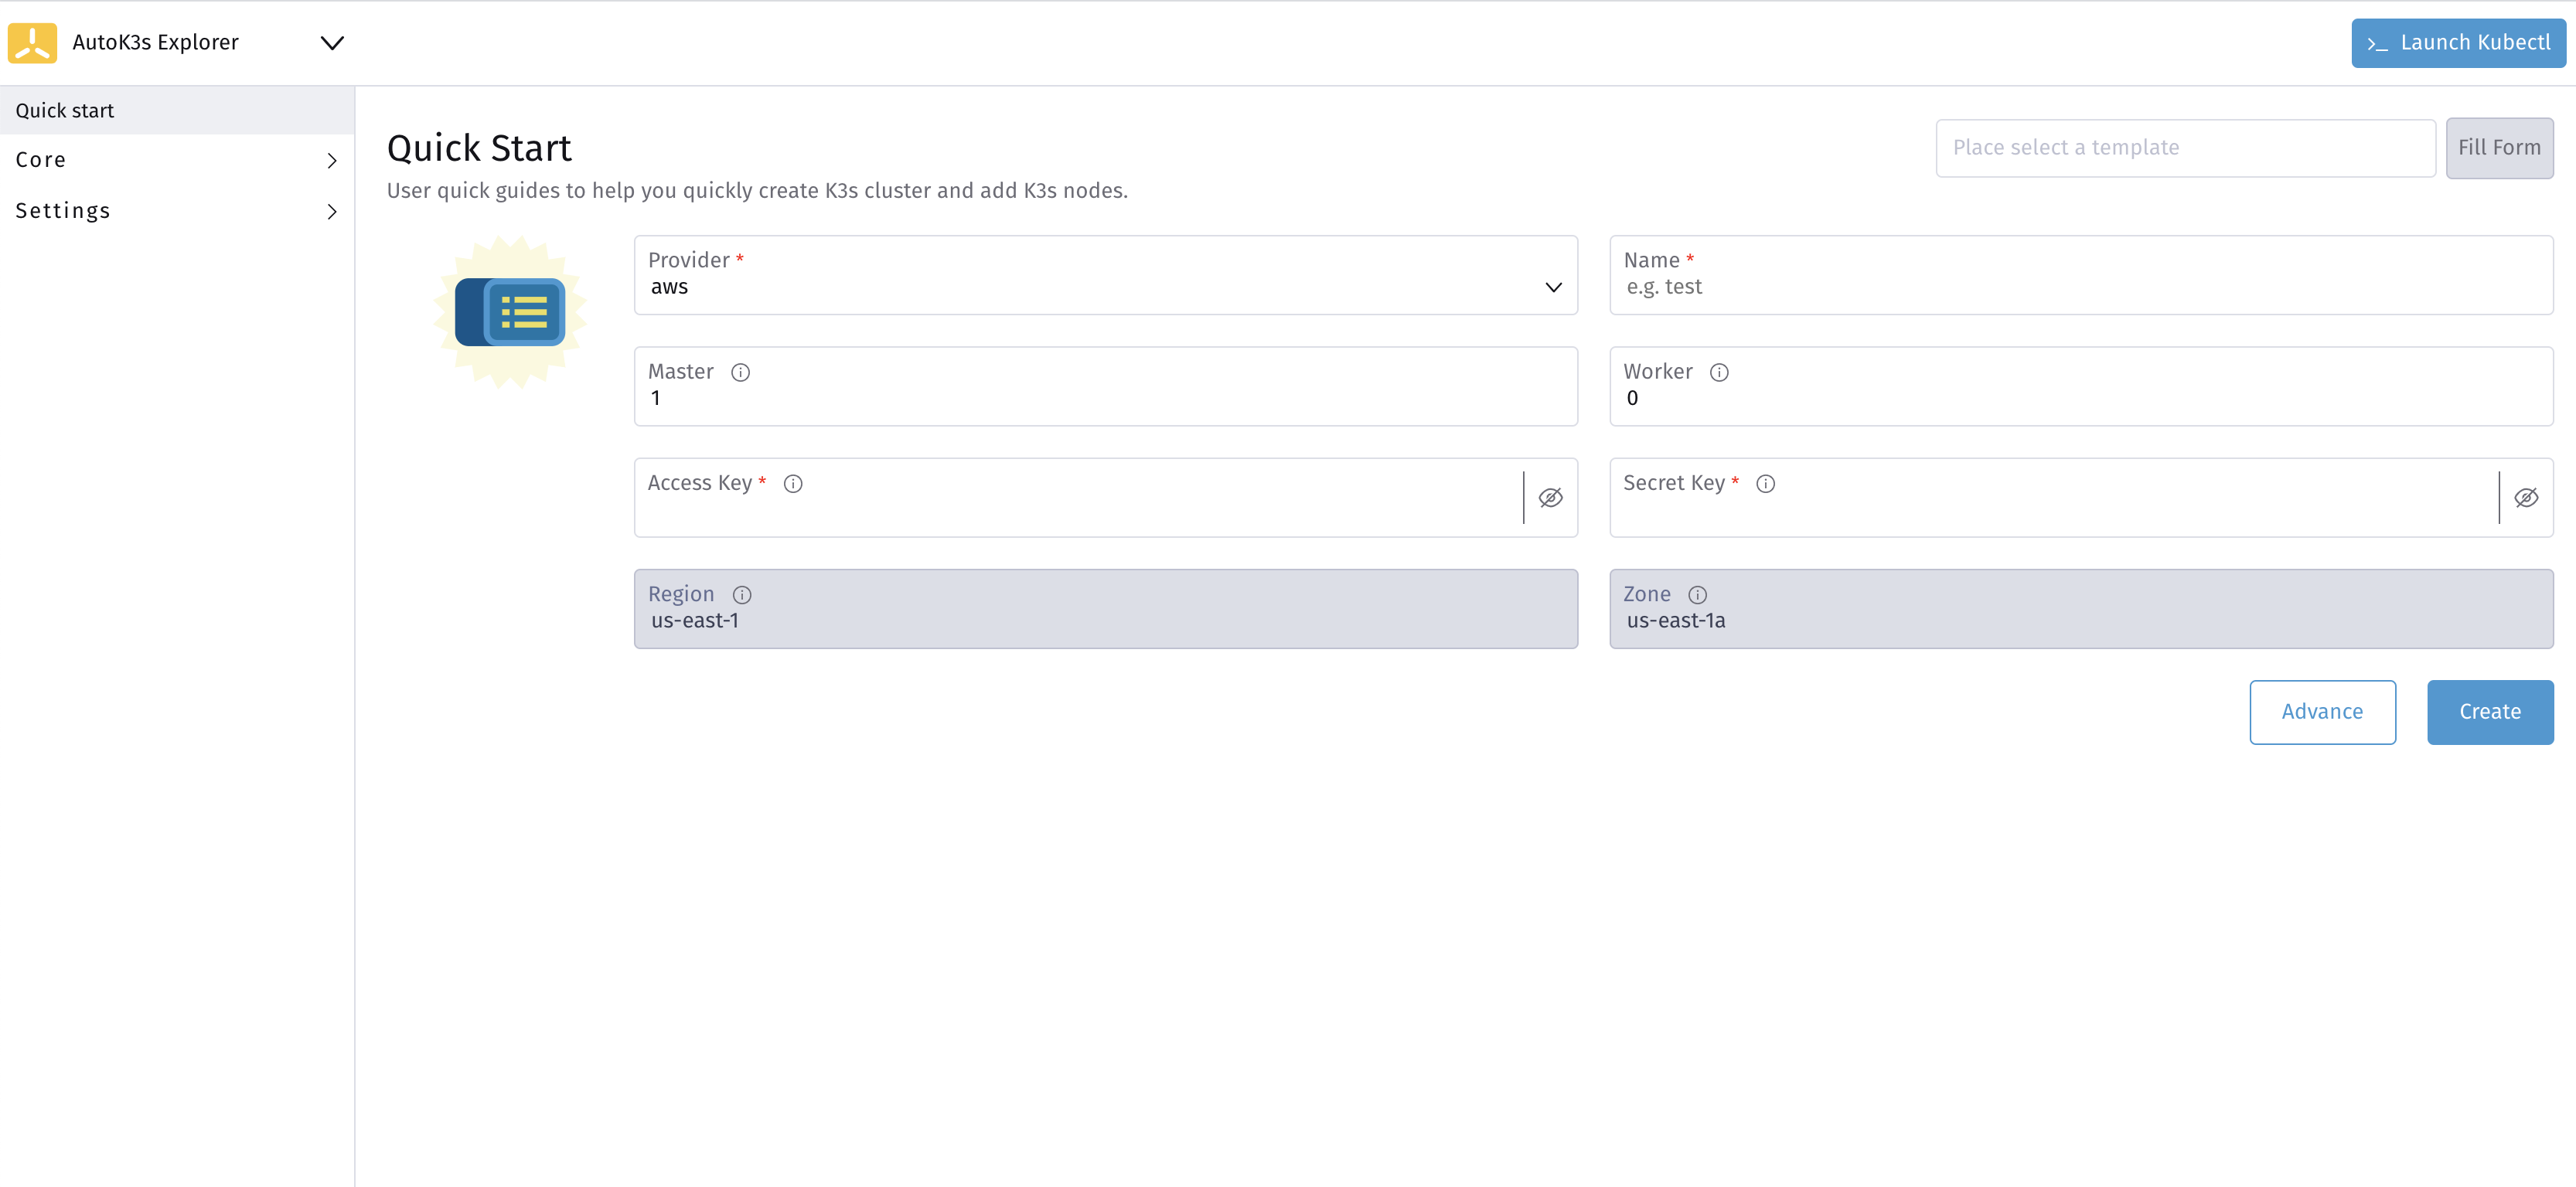 AutoK3s Explorer
>_ Launch Kubectl
Quick start
Core
Settings
Quick Start
User quick guides to help you quickly create K3s cluster and add K3s nodes.
Place select a template
Fill Form
Provider *
aws
Name *
e.g. test
Master
1
Worker
0
Access Key *
Secret Key *
Region
us-east-1
Zone
us-east-1a
Advance
Create